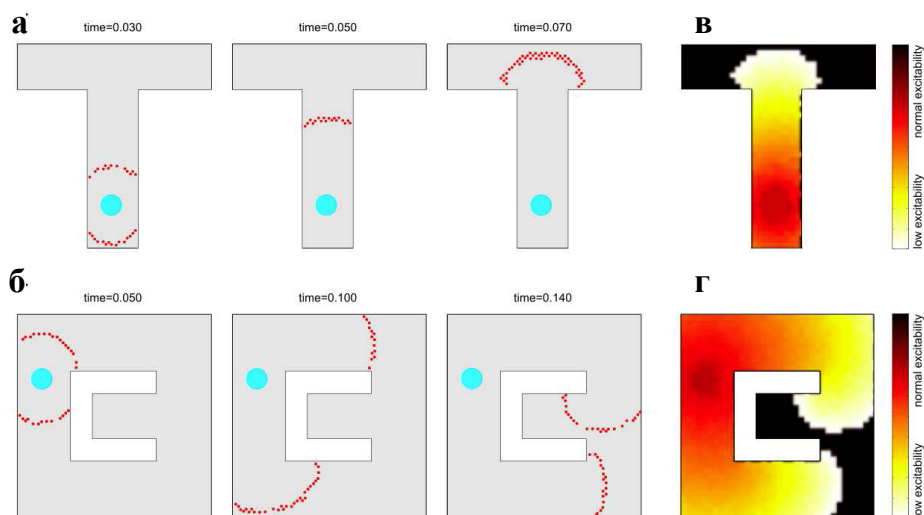 а
time=0.030
time=0.050
time=0.070
в
low excitability
normal excitability
б
time=0.050
time=0.100
time=0.140
г
low excitability
normal excitability